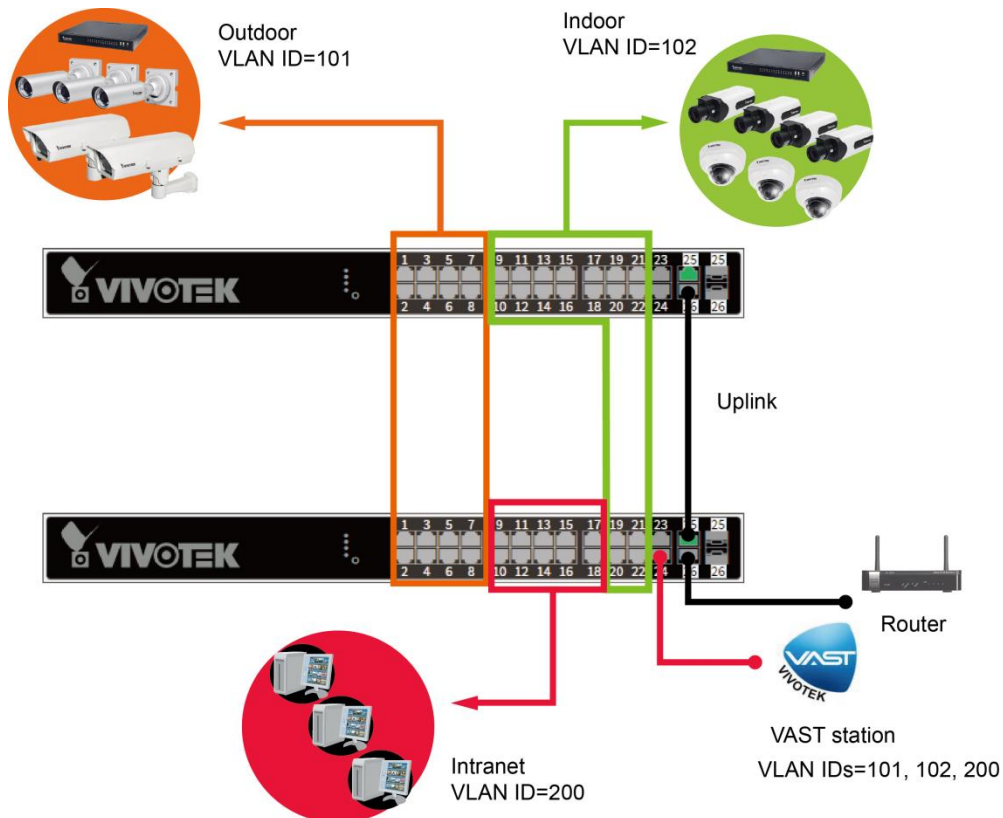 Outdoor
VLAN ID=101
Indoor
VLAN ID=102
1 3 5 7 9 11 13 15 17 19 21 23 25 25
VIVOTEK
2 4 6 8 10 12 14 16 18 20 22 24 26 26
Uplink
1 3 5 7 9 11 13 15 17 19 21 23 25 25
VIVOTEK
2 4 6 8 10 12 14 16 18 20 22 24 26 26
Router
VAST
VIVOTEK
VAST station
VLAN IDs=101, 102, 200
Intranet
VLAN ID=200